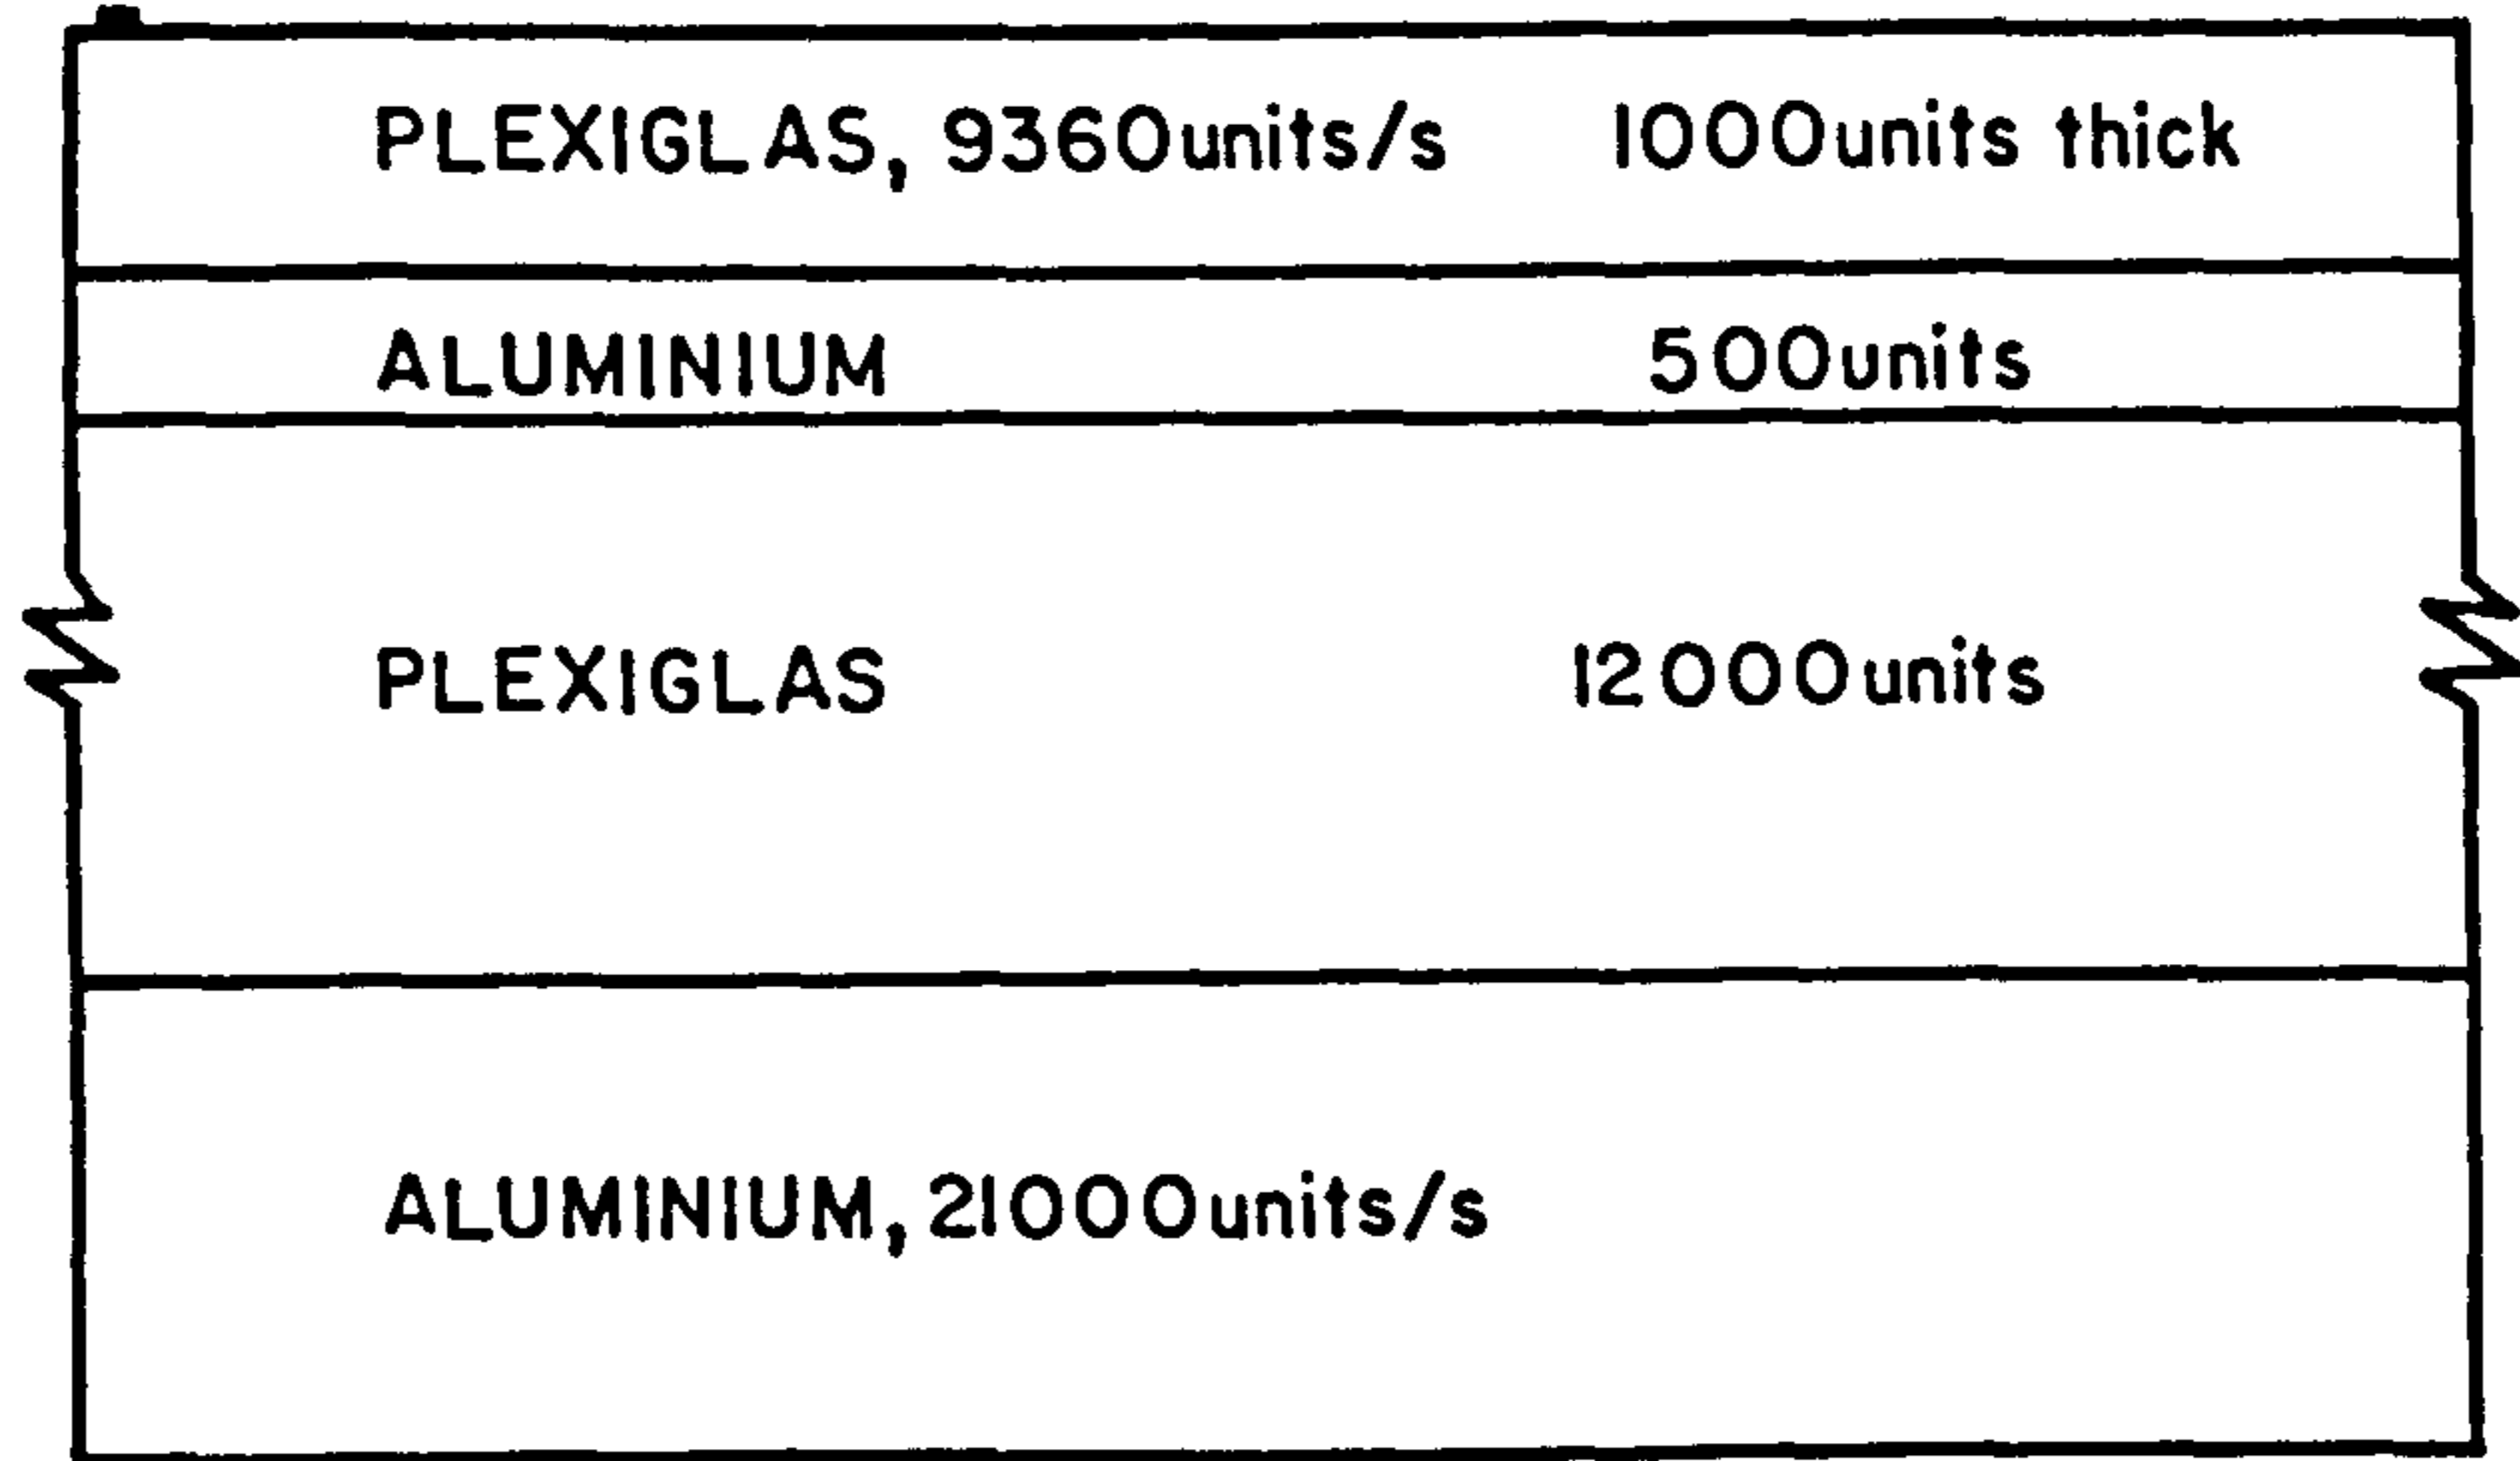 PLEXIGLAS, 9360units/s 1000units thick
ALUMINIUM 500units
PLEXIGLAS 12000units
ALUMINIUM, 21000units/s